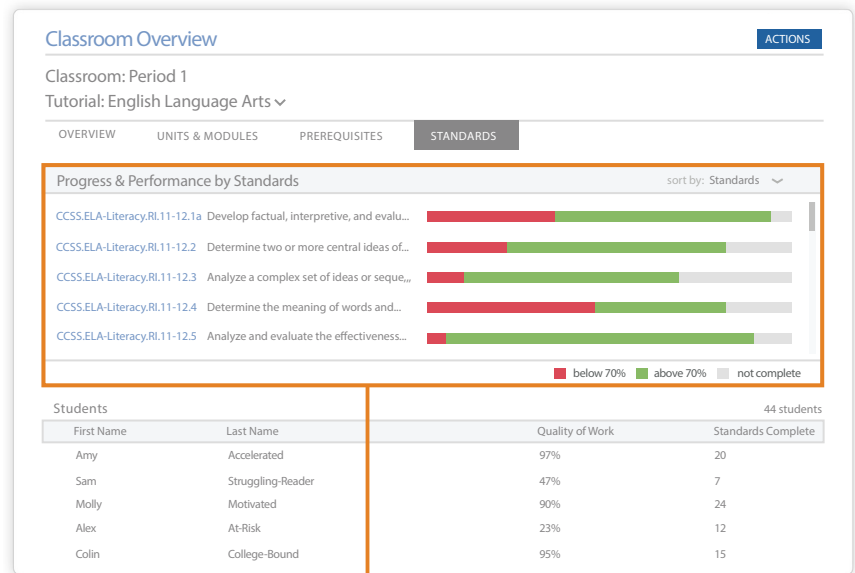 Classroom Overview
ACTIONS
Classroom: Period 1
Tutorial: English Language Arts
OVERVIEW UNITS & MODULES PREREQUISITES STANDARDS
Progress & Performance by Standards sort by: Standards
CCSS.ELA-Literacy.RI.11-12.1a Develop factual, interpretive, and evalu...
CCSS.ELA-Literacy.RI.11-12.2 Determine two or more central ideas of...
CCSS.ELA-Literacy.RI.11-12.3 Analyze a complex set of ideas or seque,,,
CCSS.ELA-Literacy.RI.11-12.4 Determine the meaning of words and...
CCSS.ELA-Literacy.RI.11-12.5 Analyze and evaluate the effectiveness...
below 70% above 70% not complete
Students 44 students
First Name Last Name Quality of Work Standards Complete
Amy Accelerated 97% 20
Sam Struggling-Reader 47% 7
Molly Motivated 90% 24
Alex At-Risk 23% 12
Colin College-Bound 95% 15